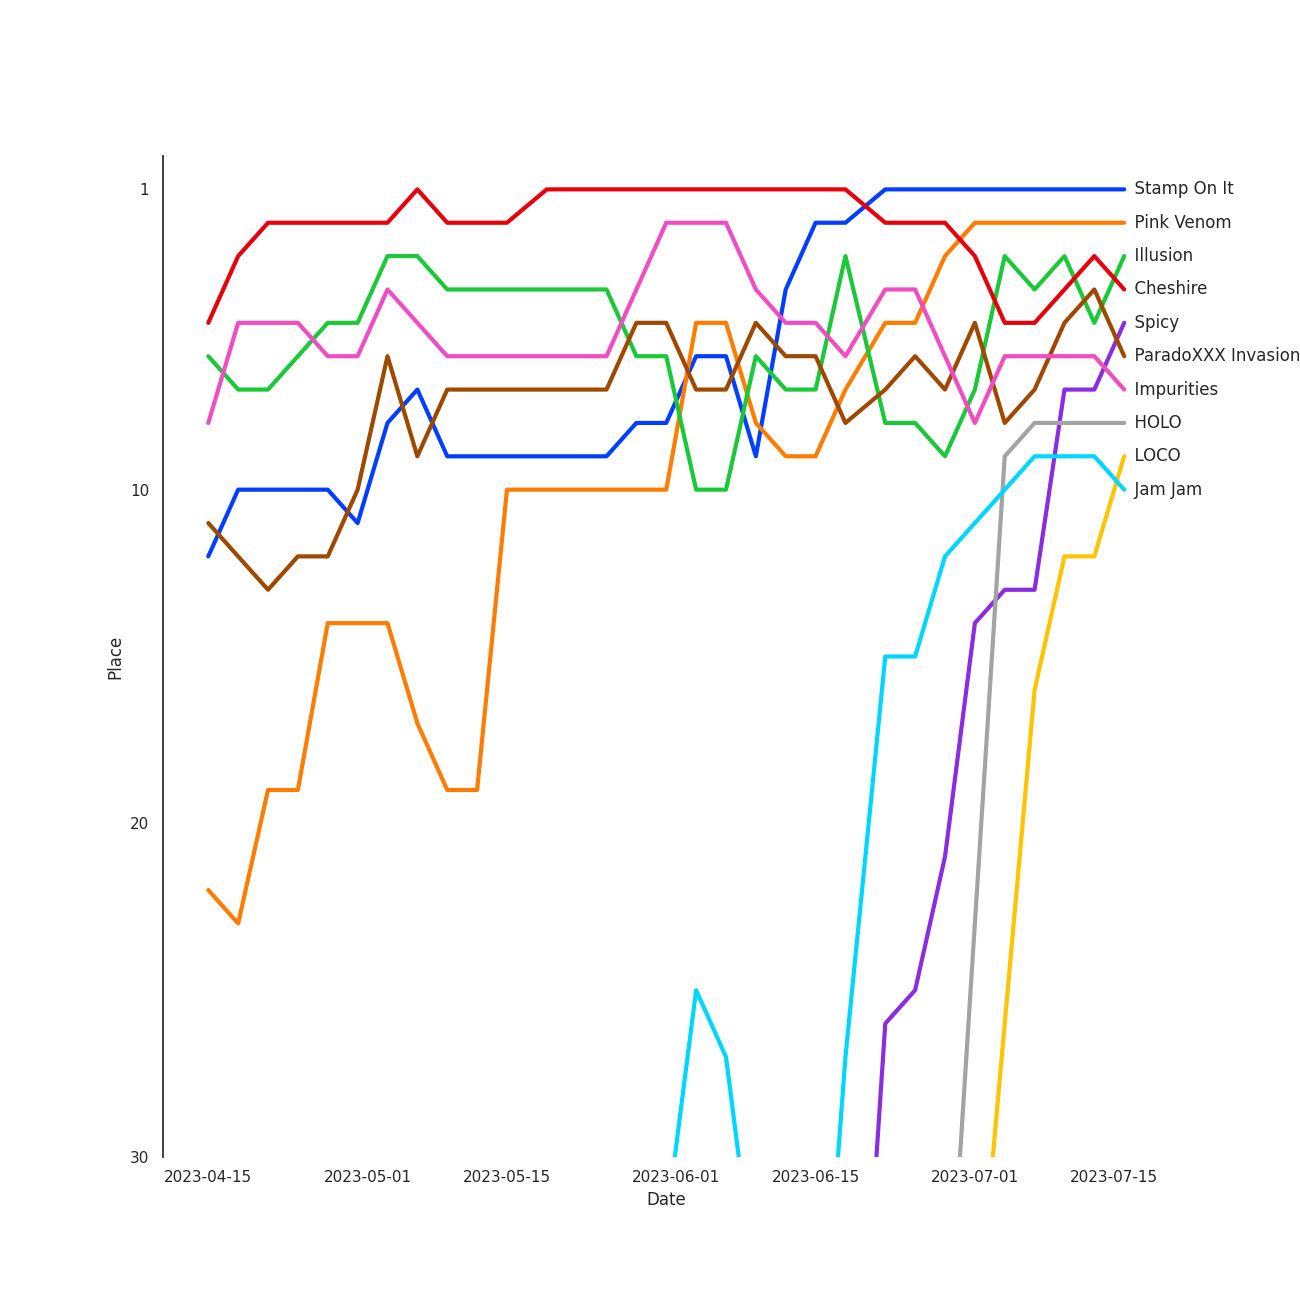 1
10
20
30
Place
2023-04-15
2023-05-01
2023-05-15
2023-06-01
2023-06-15
2023-07-01
2023-07-15
Date
Stamp On It
Pink Venom
Illusion
Cheshire
Spicy
ParadoXXX Invasion
Impurities
HOLO
LOCO
Jam Jam